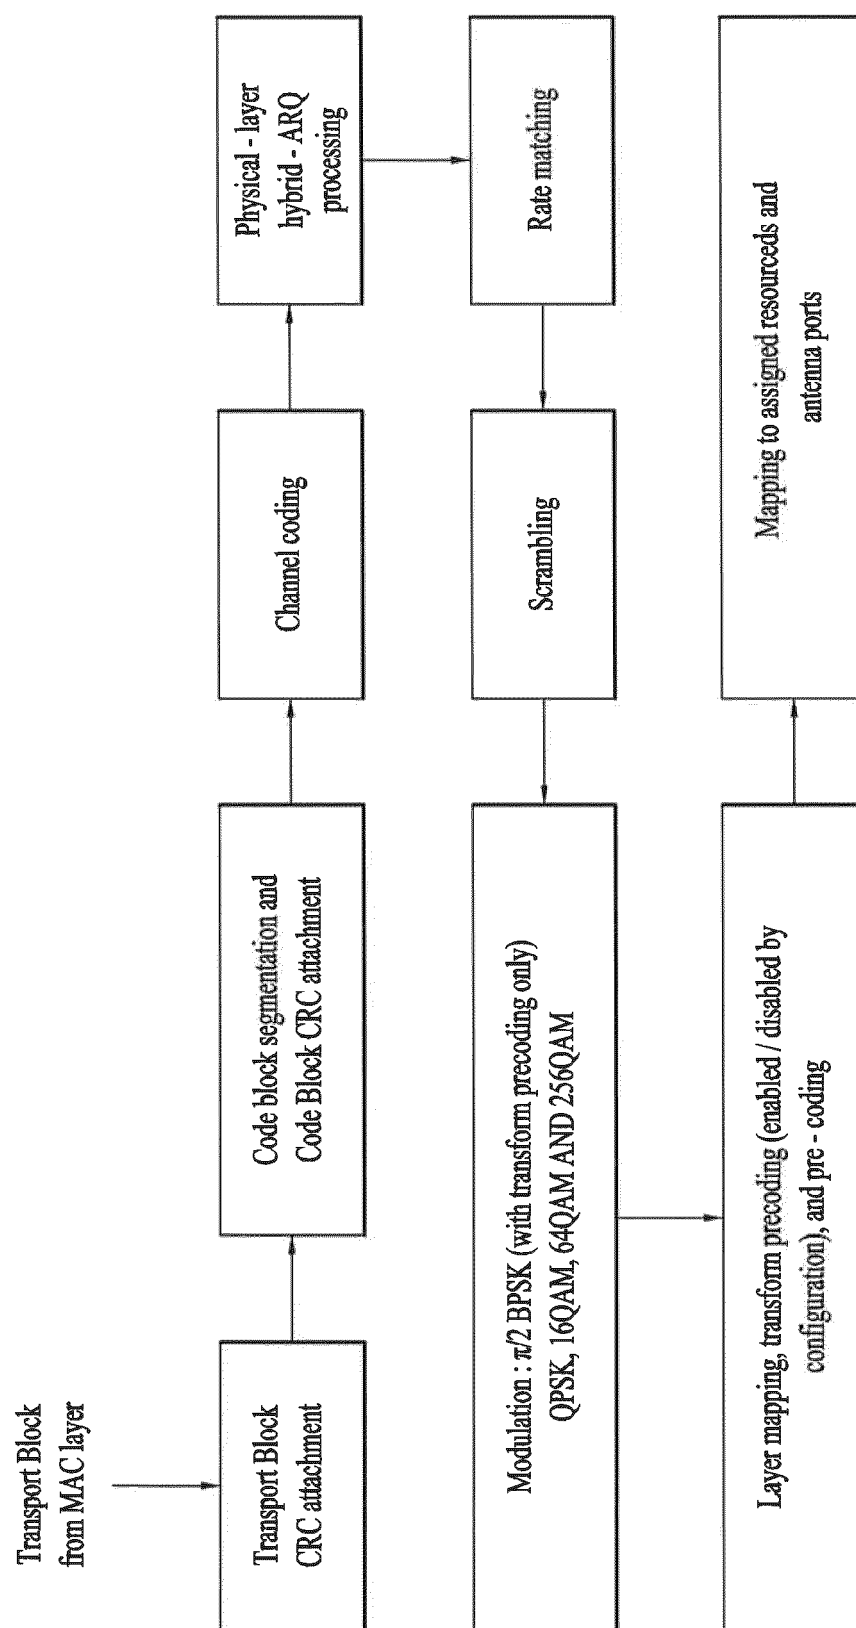 Transport Block
from MAC layer
Transport Block
CRC attachment
Code block segmentation and
Code Block CRC attachment
Channel coding
Physical - layer
hybrid - ARQ
processing
Rate matching
Scrambling
Modulation : π/2 BPSK (with transform precoding only)
QPSK, 16QAM, 64QAM AND 256QAM
Layer mapping, transform precoding (enabled / disabled by
configuration), and pre - coding
Mapping to assigned resourceds and
antenna ports